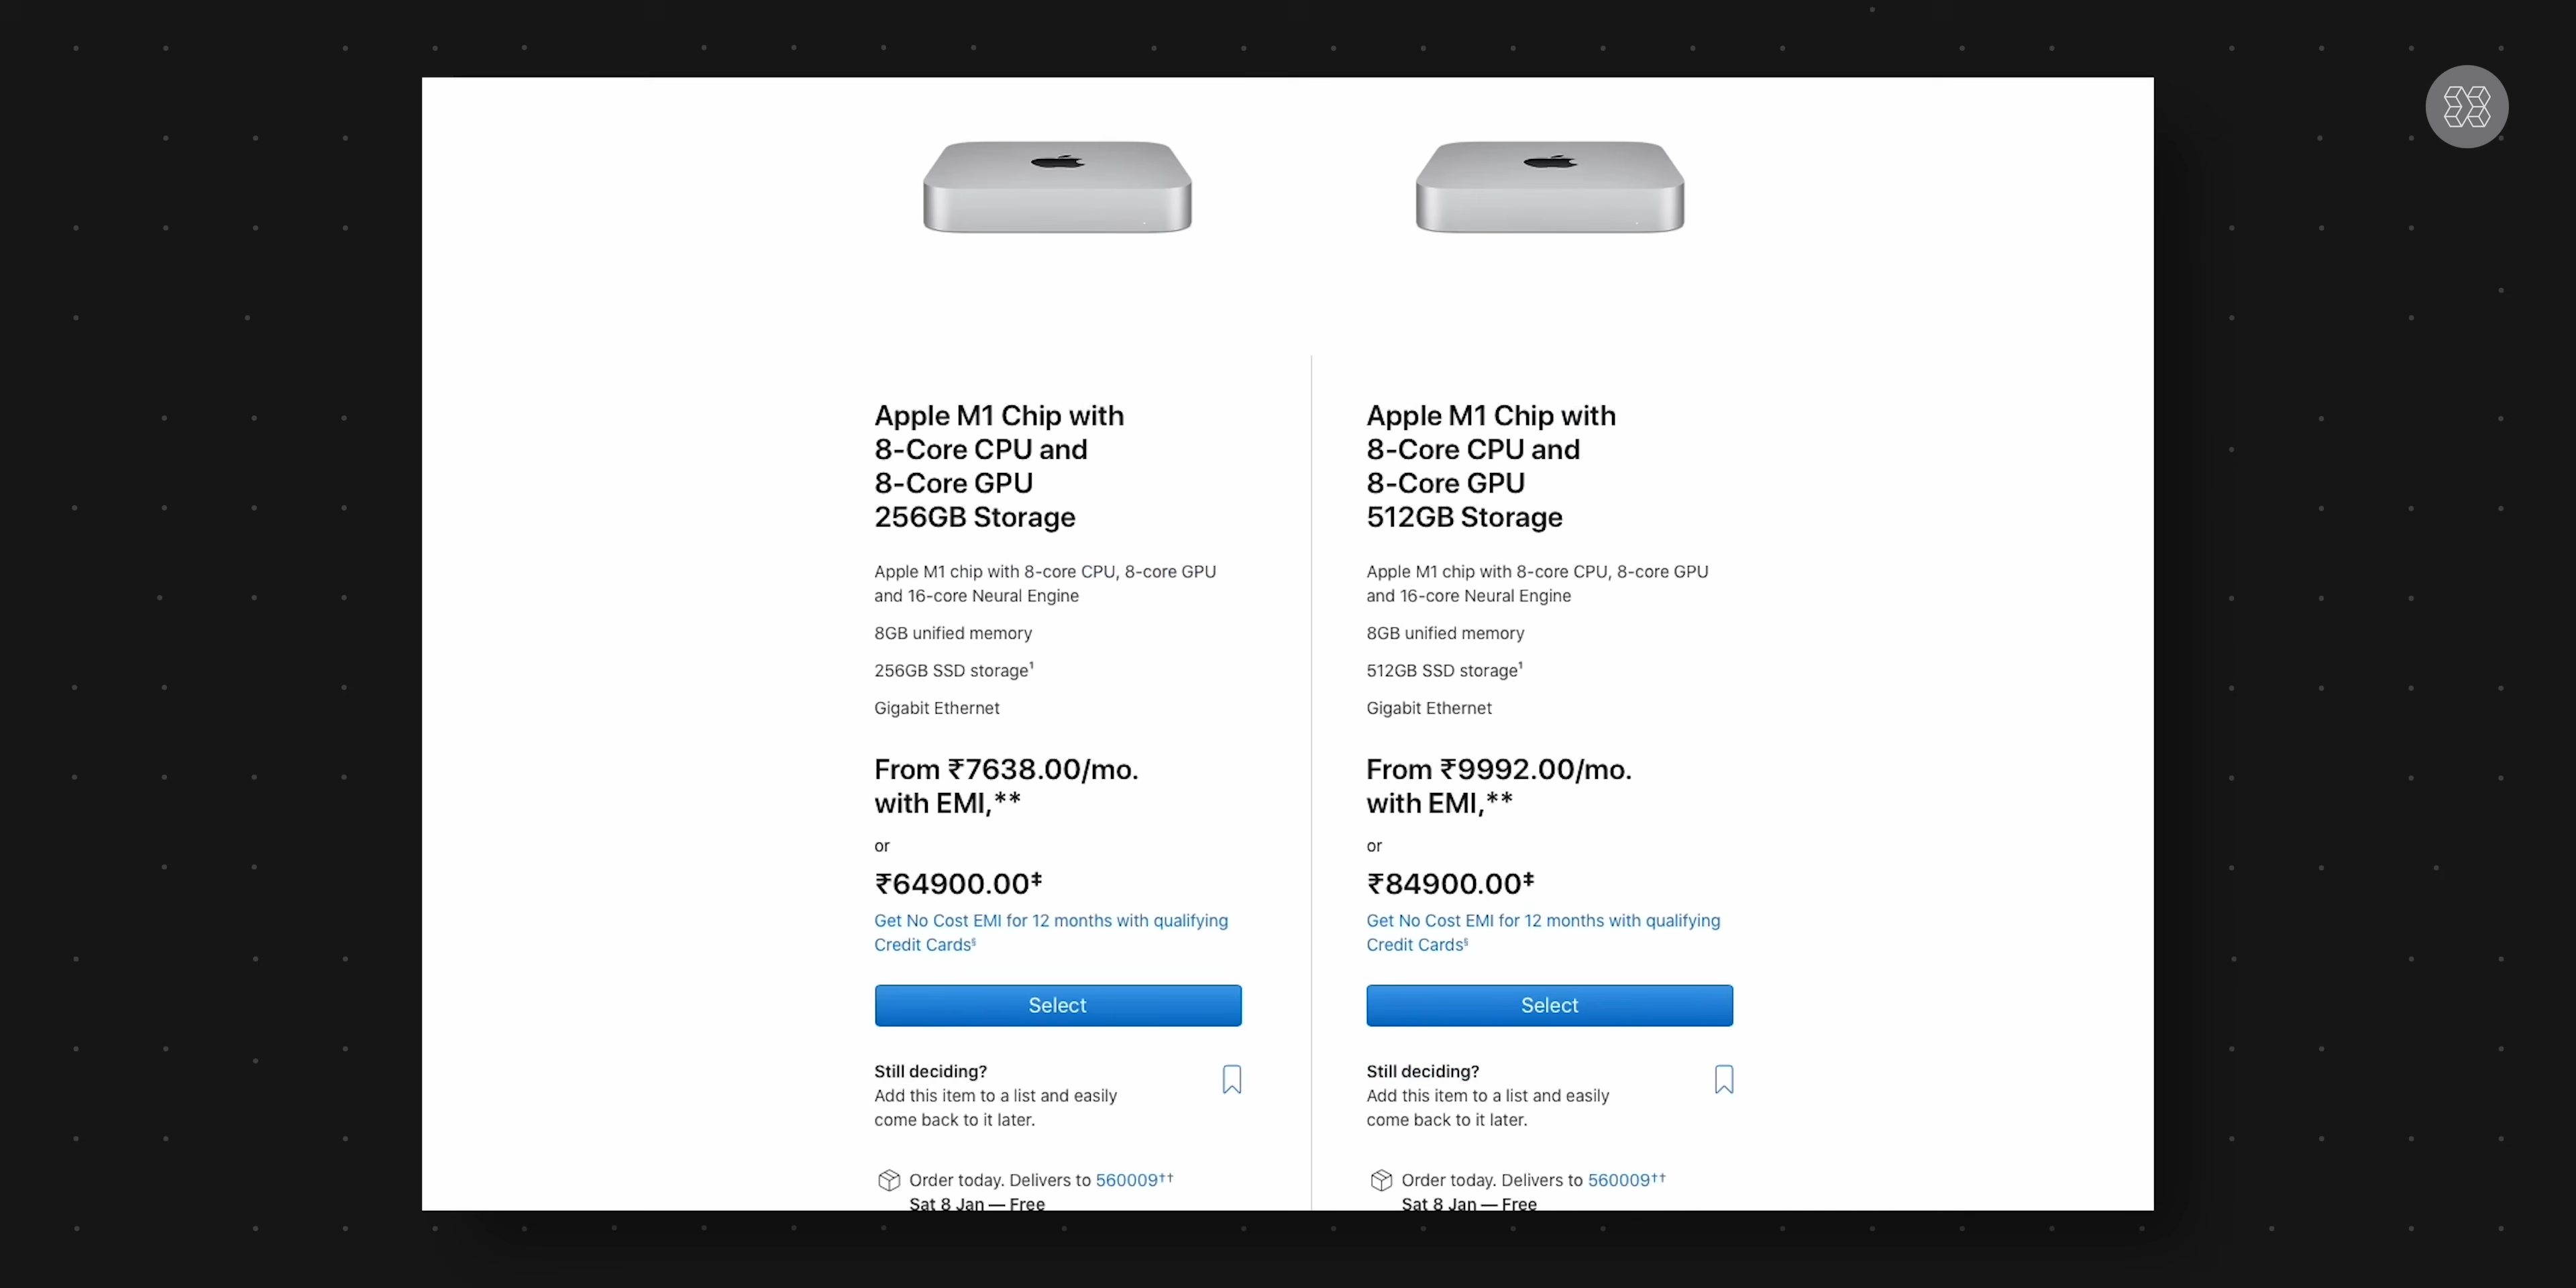 Apple M1 Chip with
8-Core CPU and
8-Core GPU
256GB Storage
Apple M1 chip with 8-core CPU, 8-core GPU
and 16-core Neural Engine
8GB unified memory
256GB SSD storage¹
Gigabit Ethernet
From ₹7638.00/mo.
with EMI,**
or
₹64900.00‡
Get No Cost EMI for 12 months with qualifying
Credit Cards§
Select
Still deciding?
Add this item to a list and easily
come back to it later.
Order today. Delivers to 560009††
Sat 8 Jan — Free
Apple M1 Chip with
8-Core CPU and
8-Core GPU
512GB Storage
Apple M1 chip with 8-core CPU, 8-core GPU
and 16-core Neural Engine
8GB unified memory
512GB SSD storage¹
Gigabit Ethernet
From ₹9992.00/mo.
with EMI,**
or
₹84900.00‡
Get No Cost EMI for 12 months with qualifying
Credit Cards§
Select
Still deciding?
Add this item to a list and easily
come back to it later.
Order today. Delivers to 560009††
Sat 8 Jan — Free